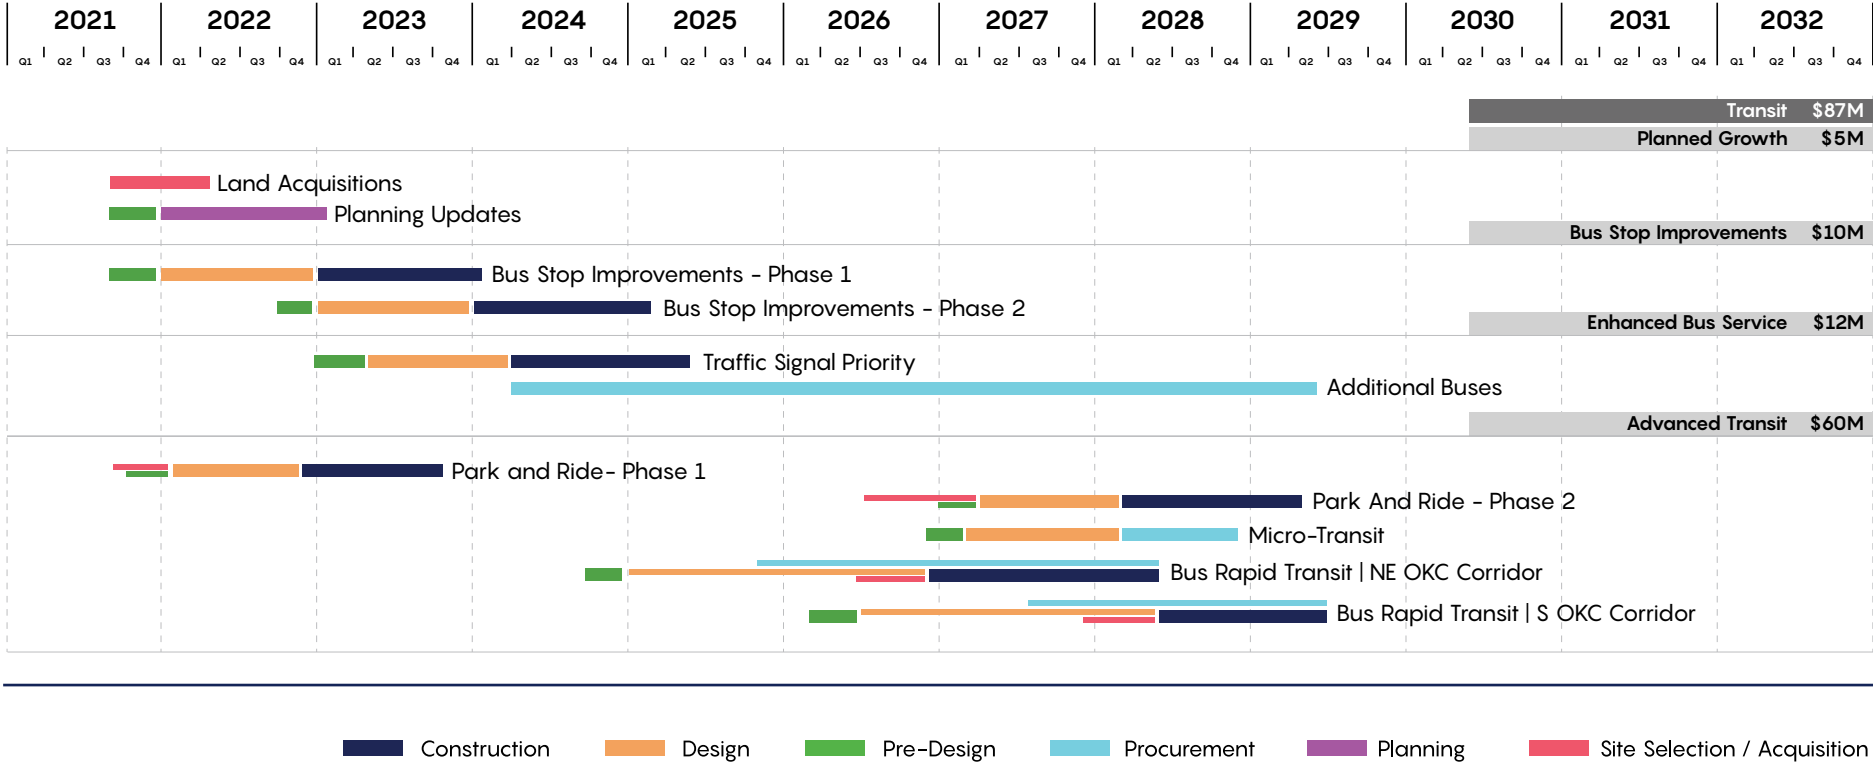 2021 2022 2023 2024 2025 2026 2027 2028 2029 2030 2031 2032
Q1 Q2 Q3 Q4 Q1 Q2 Q3 Q4 Q1 Q2 Q3 Q4 Q1 Q2 Q3 Q4 Q1 Q2 Q3 Q4 Q1 Q2 Q3 Q4 Q1 Q2 Q3 Q4 Q1 Q2 Q3 Q4 Q1 Q2 Q3 Q4 Q1 Q2 Q3 Q4 Q1 Q2 Q3 Q4 Q1 Q2 Q3 Q4
Transit $87M
Planned Growth $5M
Land Acquisitions
Planning Updates
Bus Stop Improvements $10M
Bus Stop Improvements - Phase 1
Bus Stop Improvements - Phase 2
Enhanced Bus Service $12M
Traffic Signal Priority
Additional Buses
Advanced Transit $60M
Park and Ride- Phase 1
Park And Ride - Phase 2
Micro-Transit
Bus Rapid Transit | NE OKC Corridor
Bus Rapid Transit | S OKC Corridor
Construction Design Pre-Design Procurement Planning Site Selection / Acquisition